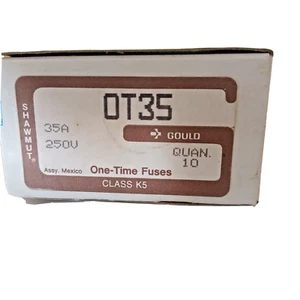 SHAWMUT®
OT35
35A
GOULD
250V
QUAN.
10
Assy. Mexico One-Time Fuses
CLASS K5